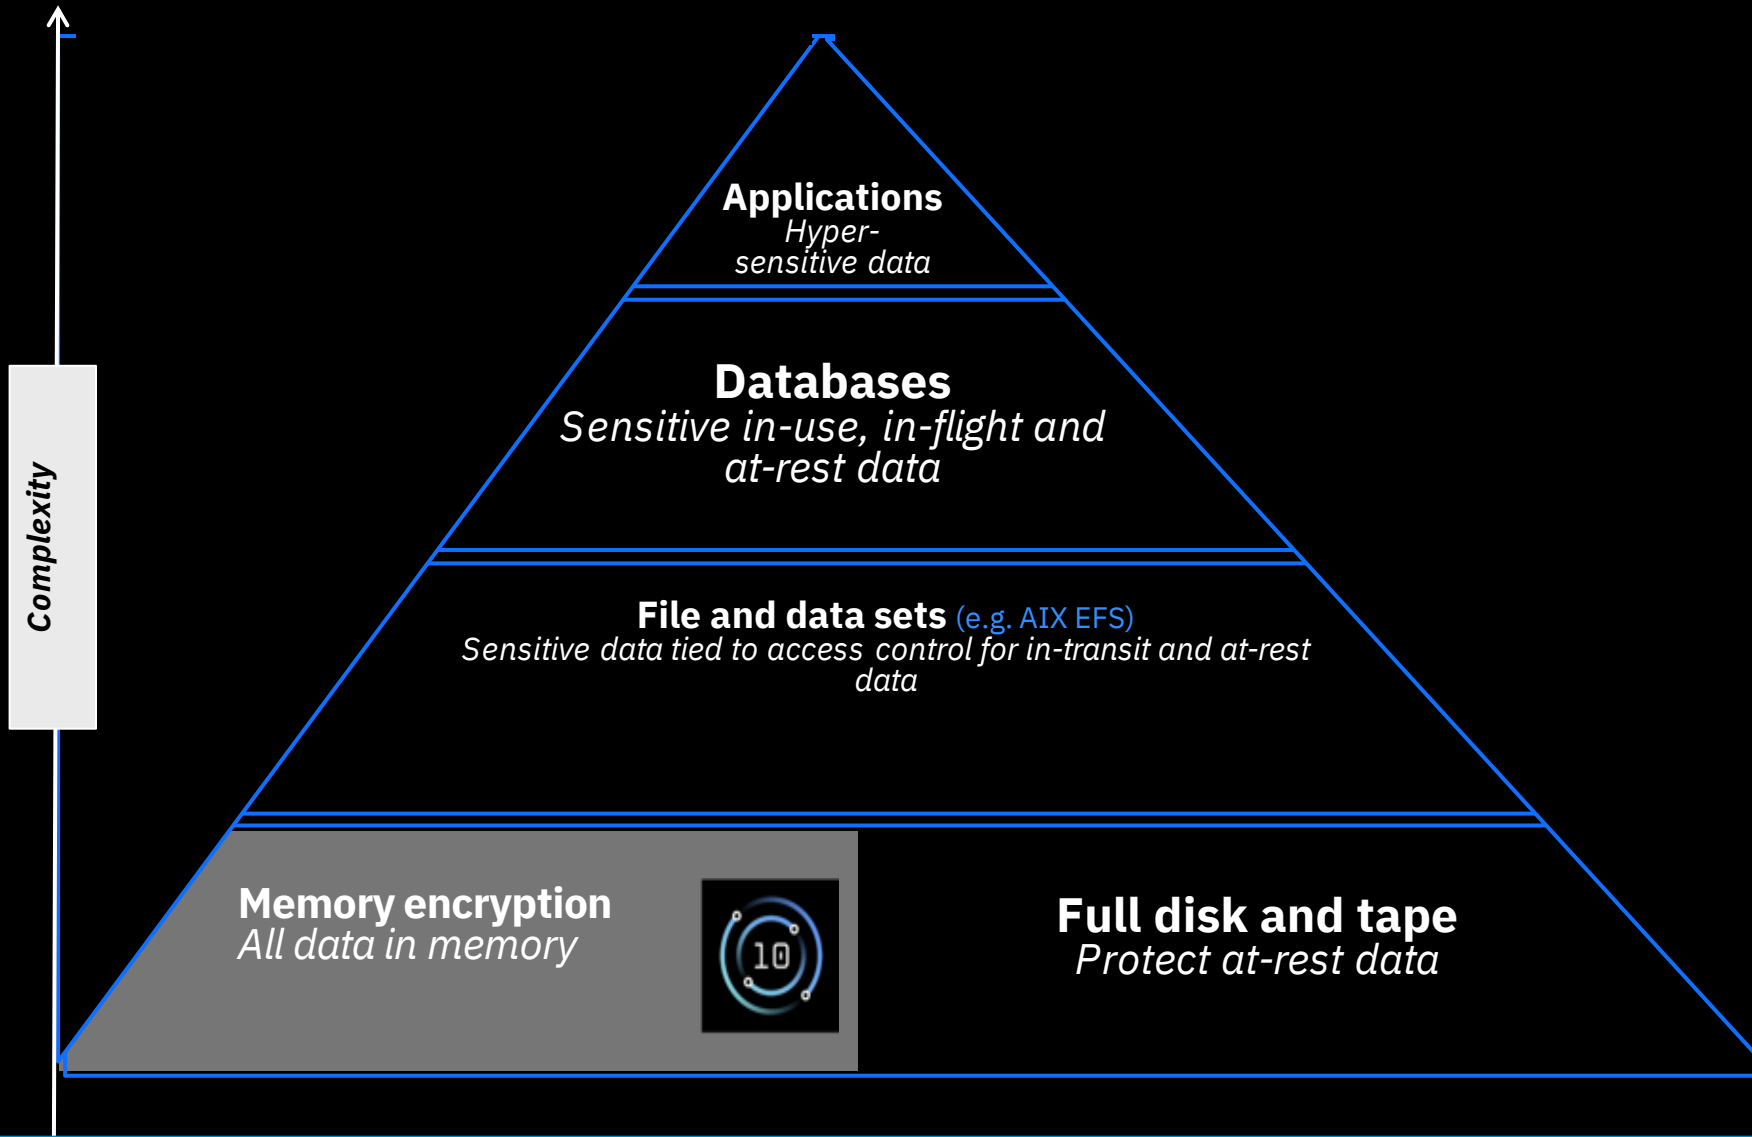 Applications
Hyper-
sensitive data
Databases
Sensitive in-use, in-flight and
at-rest data
Complexity
File and data sets (e.g. AIX EFS)
Sensitive data tied to access control for in-transit and at-rest
data
Memory encryption
All data in memory
10
Full disk and tape
Protect at-rest data